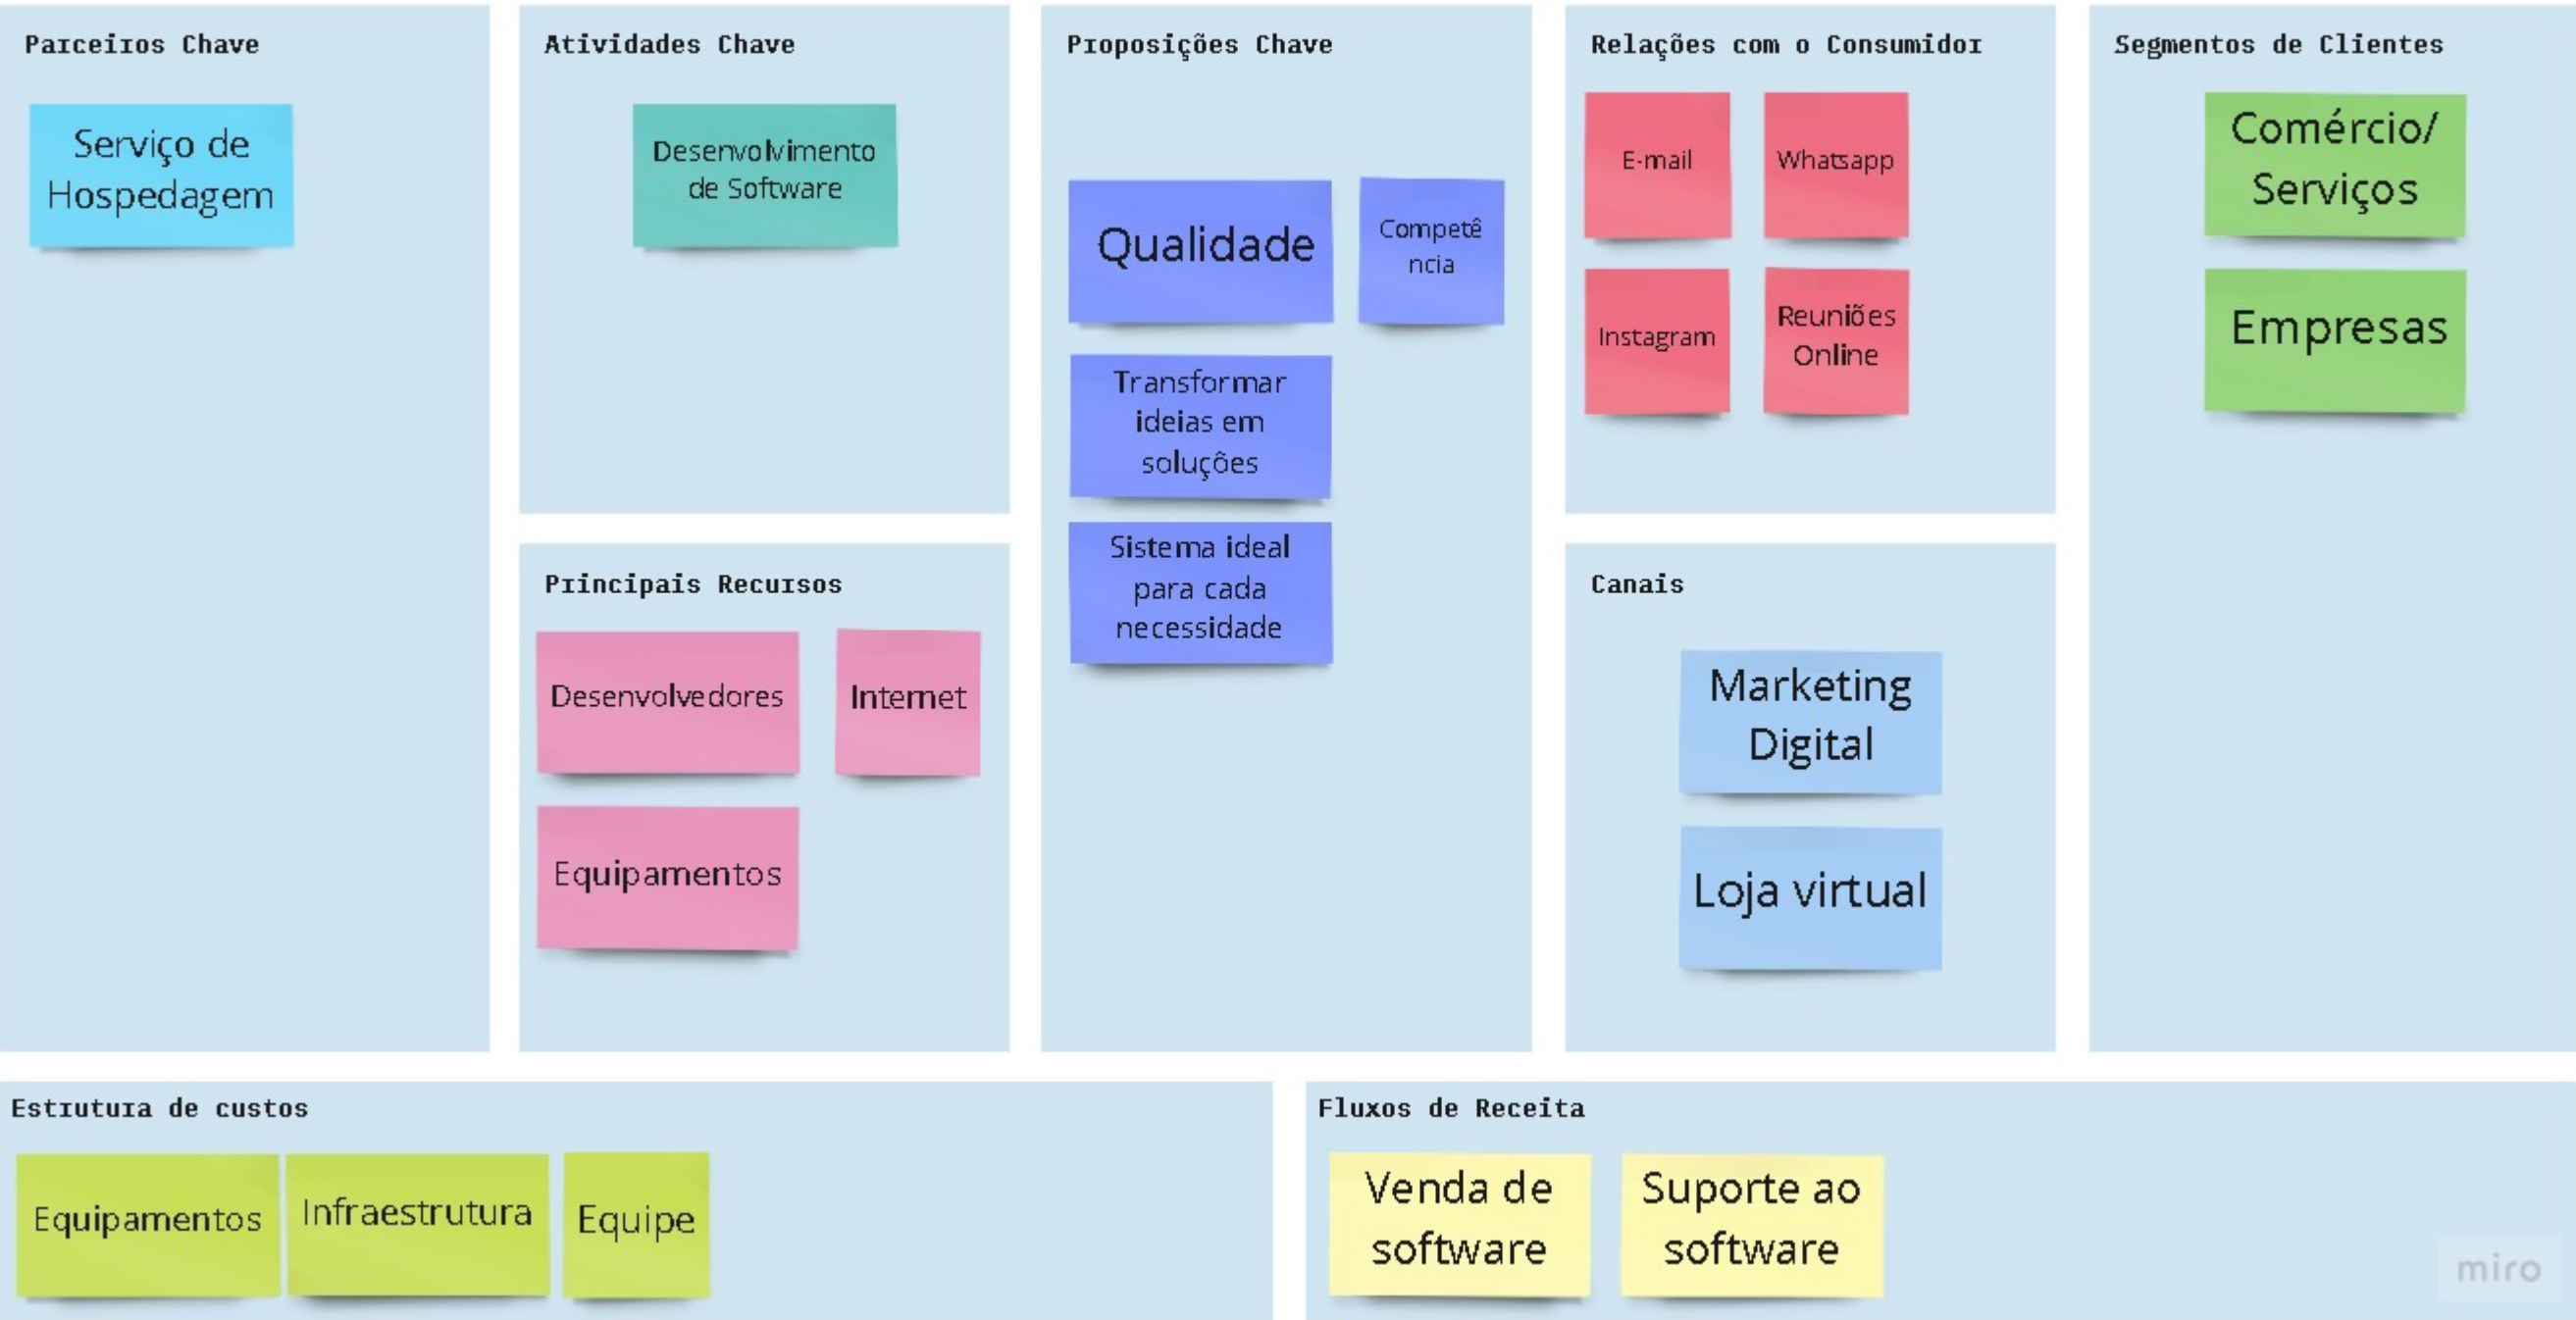 Parceiros Chave
Serviço de
Hospedagem
Atividades Chave
Desenvolvimento
de Software
Principais Recursos
Desenvolvedores
Internet
Equipamentos
Proposições Chave
Qualidade
Competê
ncia
Transformar
ideias em
soluções
Sistema ideal
para cada
necessidade
Relações com o Consumidor
E-mail
Whatsapp
Instagram
Reuniões
Online
Canais
Marketing
Digital
Loja virtual
Segmentos de Clientes
Comércio/
Serviços
Empresas
Estrutura de custos
Equipamentos
Infraestrutura
Equipe
Fluxos de Receita
Venda de
software
Suporte ao
software
miro